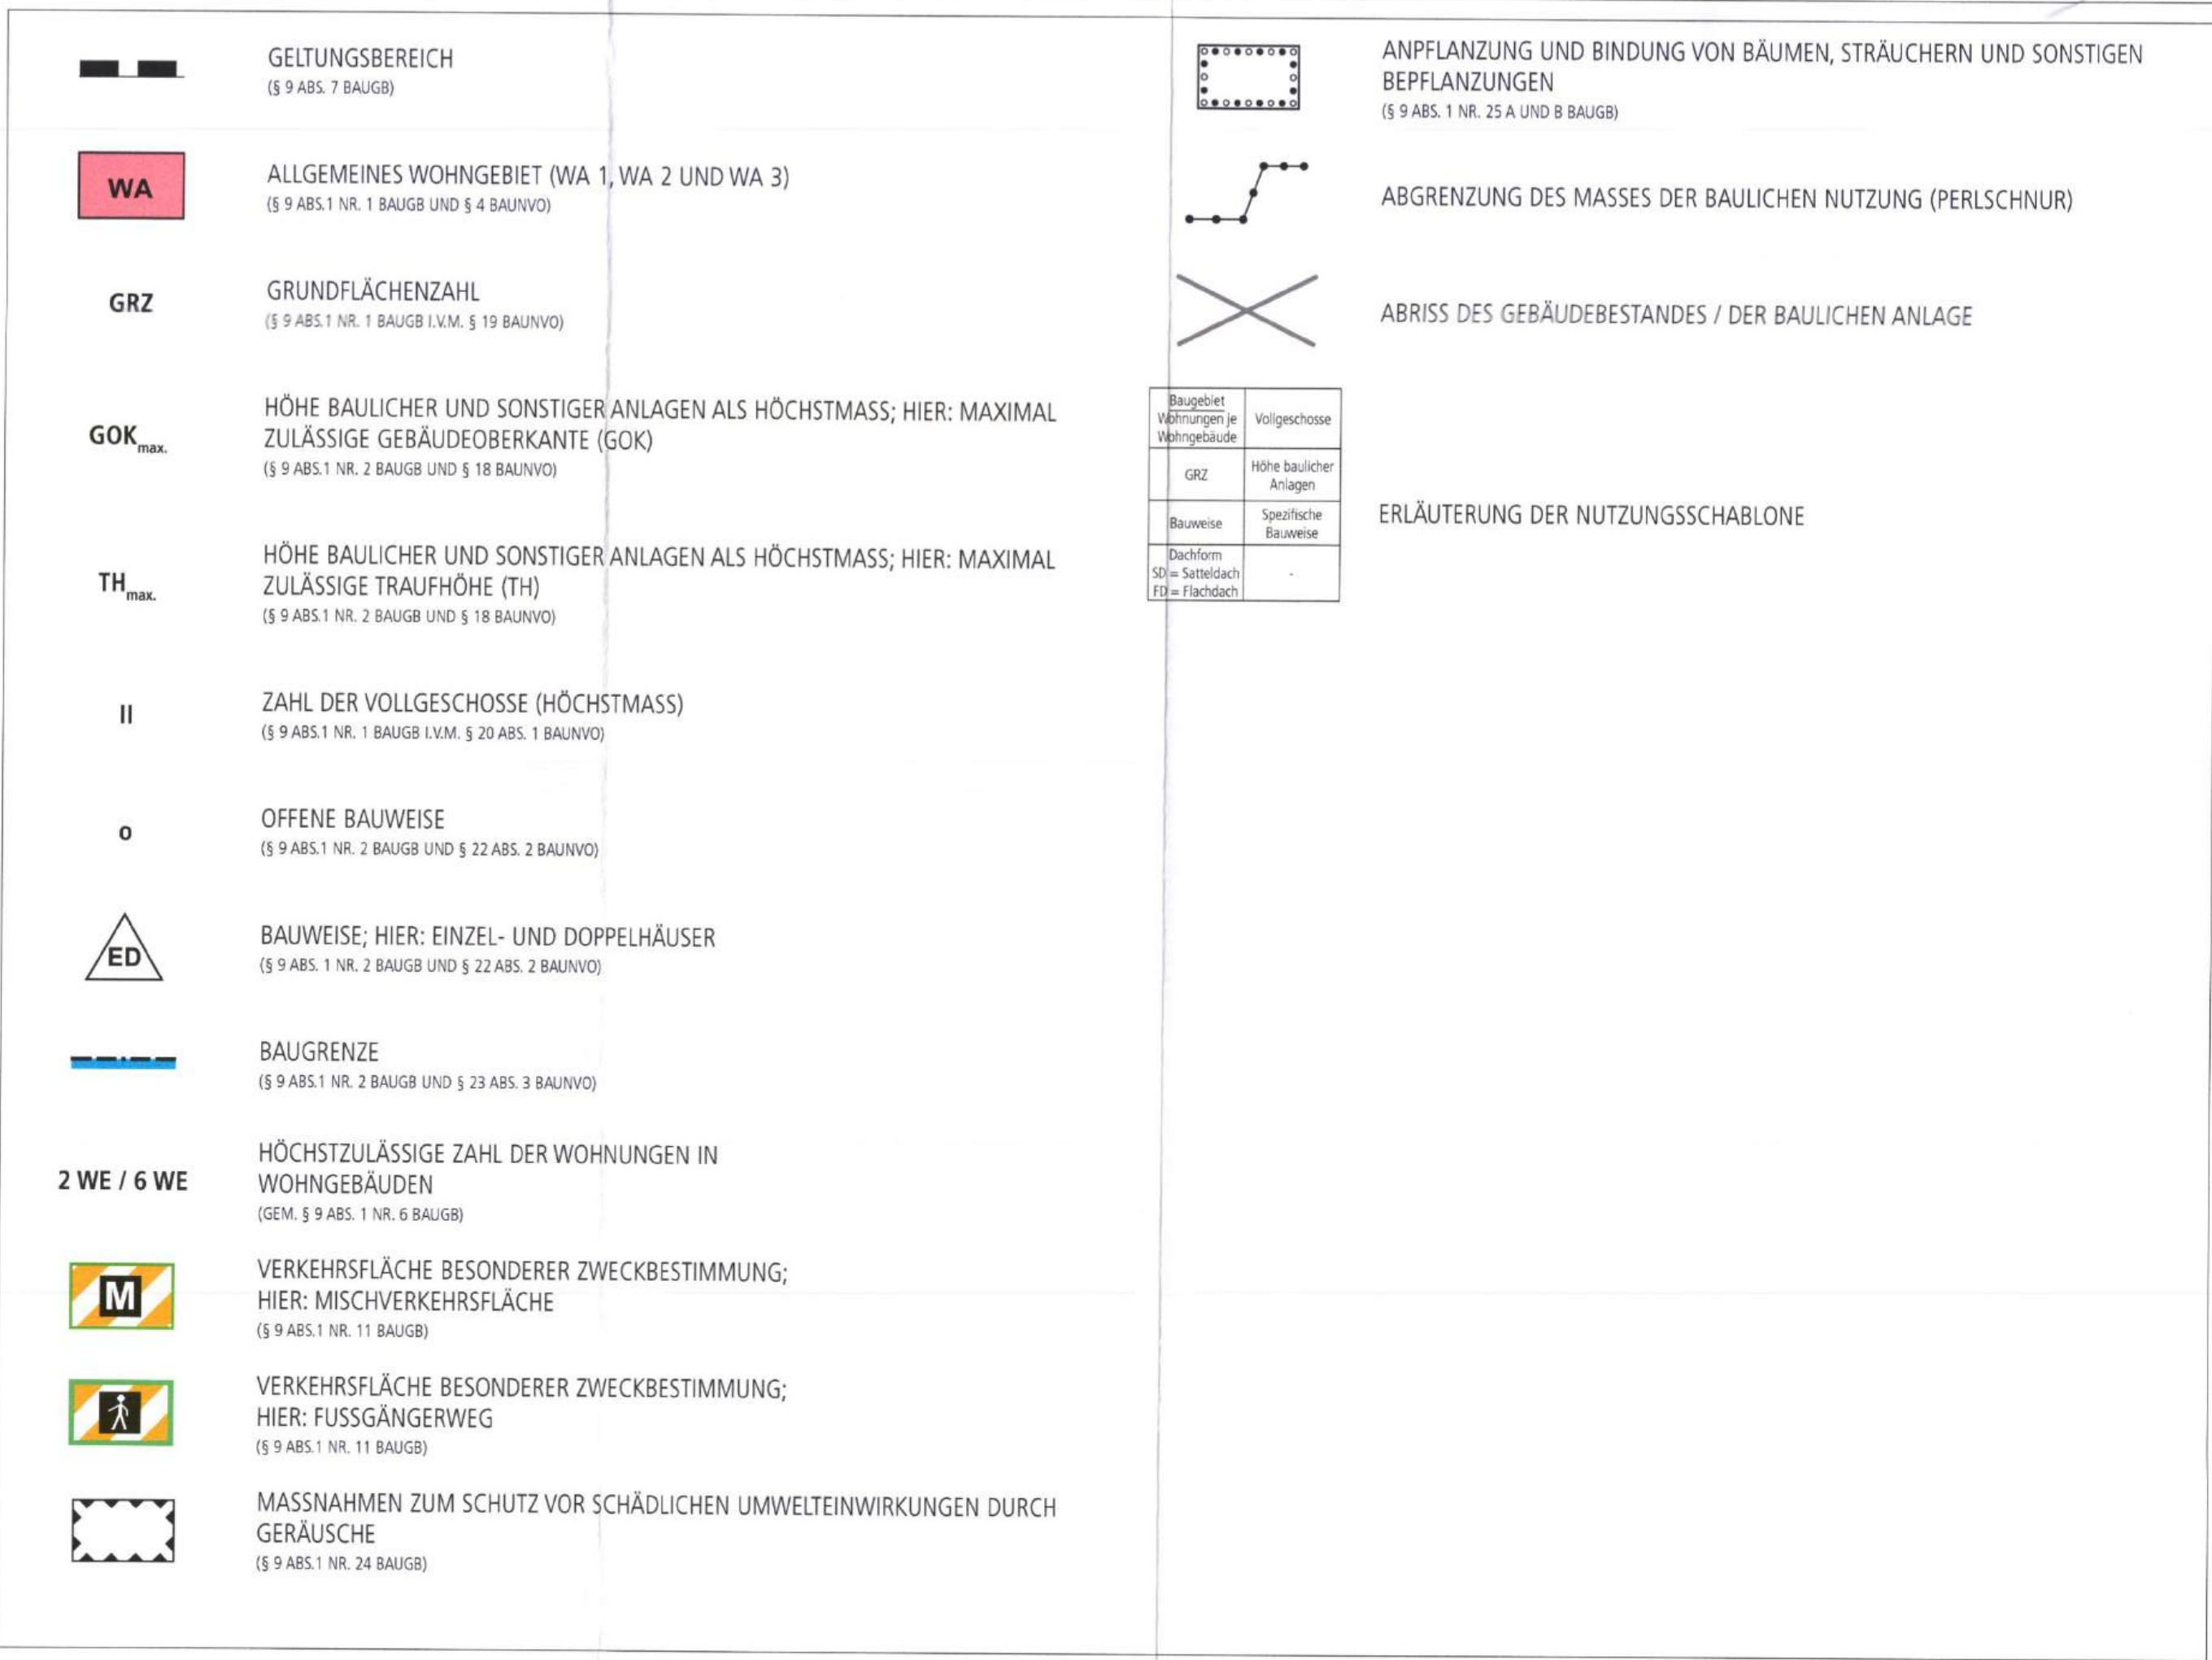 GELTUNGSBEREICH
(§ 9 ABS. 7 BAUGB)
WA
ALLGEMEINES WOHNGEBIET (WA 1, WA 2 UND WA 3)
(§ 9 ABS.1 NR. 1 BAUGB UND § 4 BAUNVO)
GRZ
GRUNDFLÄCHENZAHL
(§ 9 ABS.1 NR. 1 BAUGB I.V.M. § 19 BAUNVO)
GOK max.
HÖHE BAULICHER UND SONSTIGER ANLAGEN ALS HÖCHSTMASS; HIER: MAXIMAL
ZULÄSSIGE GEBÄUDEOBERKANTE (GOK)
(§ 9 ABS.1 NR. 2 BAUGB UND § 18 BAUNVO)
TH max.
HÖHE BAULICHER UND SONSTIGER ANLAGEN ALS HÖCHSTMASS; HIER: MAXIMAL
ZULÄSSIGE TRAUFHÖHE (TH)
(§ 9 ABS.1 NR. 2 BAUGB UND § 18 BAUNVO)
II
ZAHL DER VOLLGESCHOSSE (HÖCHSTMASS)
(§ 9 ABS.1 NR. 1 BAUGB I.V.M. § 20 ABS. 1 BAUNVO)
o
OFFENE BAUWEISE
(§ 9 ABS.1 NR. 2 BAUGB UND § 22 ABS. 2 BAUNVO)
ED
BAUWEISE; HIER: EINZEL- UND DOPPELHÄUSER
(§ 9 ABS. 1 NR. 2 BAUGB UND § 22 ABS. 2 BAUNVO)
BAUGRENZE
(§ 9 ABS.1 NR. 2 BAUGB UND § 23 ABS. 3 BAUNVO)
2 WE / 6 WE
HÖCHSTZULÄSSIGE ZAHL DER WOHNUNGEN IN
WOHNGEBÄUDEN
(GEM. § 9 ABS. 1 NR. 6 BAUGB)
M
VERKEHRSFLÄCHE BESONDERER ZWECKBESTIMMUNG;
HIER: MISCHVERKEHRSFLÄCHE
(§ 9 ABS.1 NR. 11 BAUGB)
VERKEHRSFLÄCHE BESONDERER ZWECKBESTIMMUNG;
HIER: FUSSGÄNGERWEG
(§ 9 ABS.1 NR. 11 BAUGB)
MASSNAHMEN ZUM SCHUTZ VOR SCHÄDLICHEN UMWELTEINWIRKUNGEN DURCH
GERÄUSCHE
(§ 9 ABS.1 NR. 24 BAUGB)
ANPFLANZUNG UND BINDUNG VON BÄUMEN, STRÄUCHERN UND SONSTIGEN
BEPFLANZUNGEN
(§ 9 ABS. 1 NR. 25 A UND B BAUGB)
ABGRENZUNG DES MASSES DER BAULICHEN NUTZUNG (PERLSCHNUR)
ABRISS DES GEBÄUDEBESTANDES / DER BAULICHEN ANLAGE
Baugebiet
Wohnungen je
Wohngebäude
Vollgeschosse
GRZ
Höhe baulicher
Anlagen
Bauweise
Spezifische
Bauweise
Dachform
SD = Satteldach
FD = Flachdach
-
ERLÄUTERUNG DER NUTZUNGSSCHABLONE